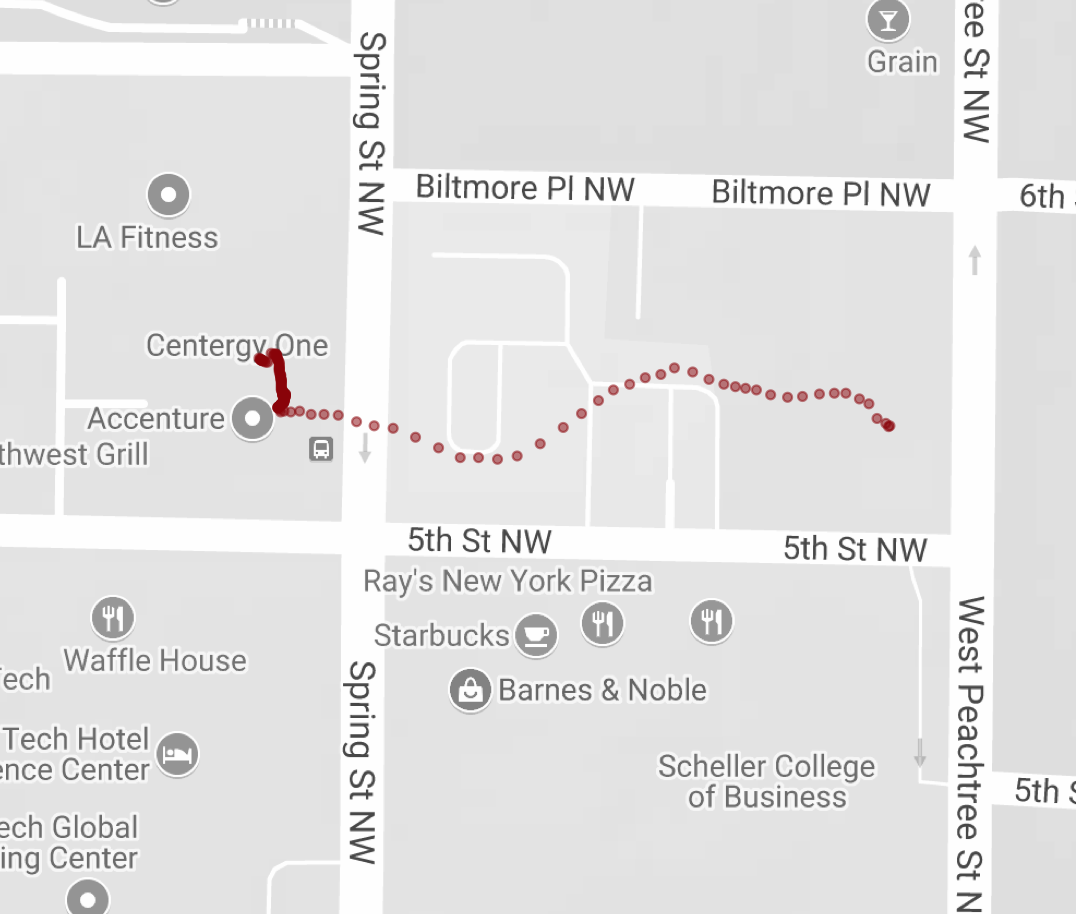 ee St NW
Grain
Spring St NW
Biltmore Pl NW
Biltmore Pl NW
6th
LA Fitness
Centergy One
Accenture
thwest Grill
5th St NW
5th St NW
Ray's New York Pizza
Starbucks
Waffle House
Tech
Barnes & Noble
Spring St NW
West Peachtree St N
Tech Hotel
ence Center
Scheller College
of Business
5th S
ech Global
ing Center